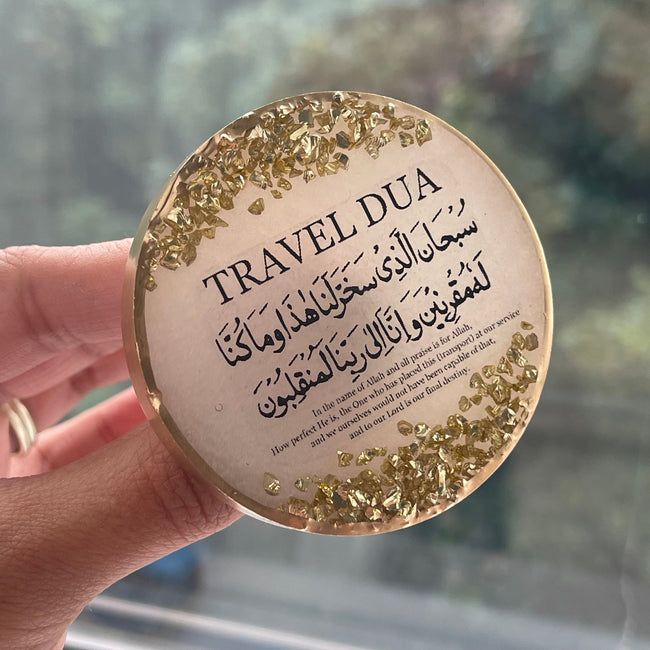 TRAVEL DUA
سُبْحَانَ الَّذِىْ سَخَّرَ لَنَا هٰذَا وَمَا كُنَّا
لَهٗ مُقْرِنِيْنَ وَاِنَّا اِلٰى رَبِّنَا لَمُنْقَلِبُوْنَ
In the name of Allah and all praise is for Allah,
How perfect He is, the One who has placed this (transport) at our service
and we ourselves would not have been capable of that,
and to our Lord is our final destiny.